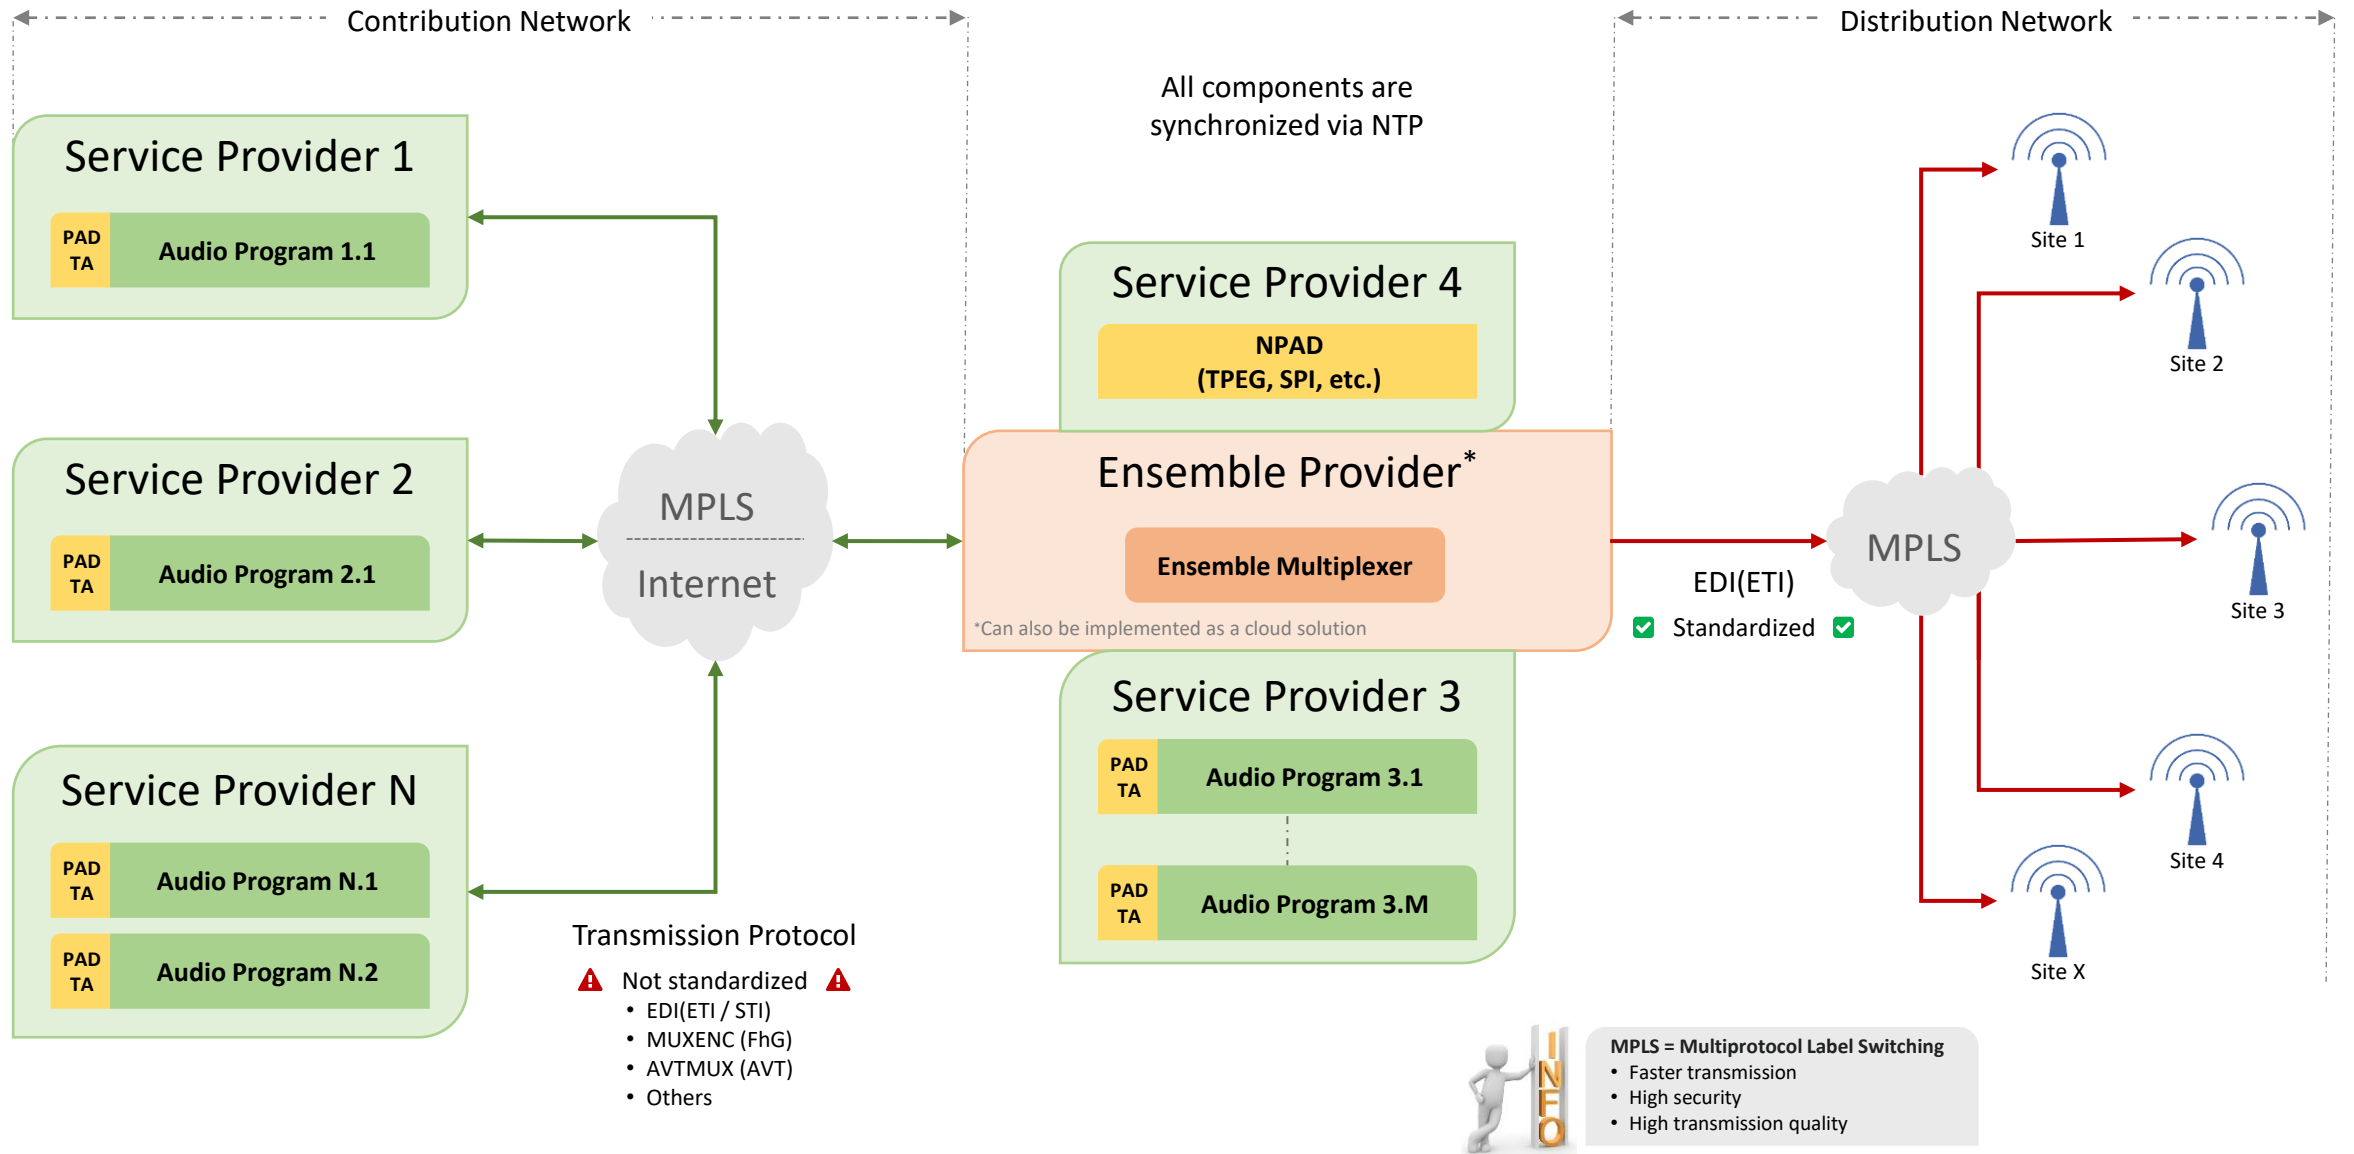 Contribution Network
Distribution Network
All components are
synchronized via NTP
Service Provider 1
PAD
TA
Audio Program 1.1
Service Provider 2
PAD
TA
Audio Program 2.1
Service Provider N
PAD
TA
Audio Program N.1
PAD
TA
Audio Program N.2
MPLS
Internet
Transmission Protocol
Not standardized
• EDI(ETI / STI)
• MUXENC (FhG)
• AVTMUX (AVT)
• Others
Service Provider 4
NPAD
(TPEG, SPI, etc.)
Ensemble Provider*
Ensemble Multiplexer
*Can also be implemented as a cloud solution
Service Provider 3
PAD
TA
Audio Program 3.1
PAD
TA
Audio Program 3.M
EDI(ETI)
Standardized
MPLS
Site 1
Site 2
Site 3
Site 4
Site X
INFO
MPLS = Multiprotocol Label Switching
• Faster transmission
• High security
• High transmission quality